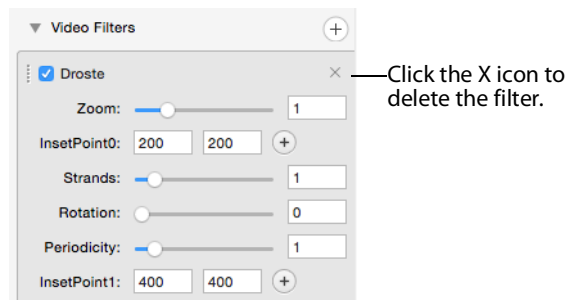 Video Filters
Droste
Click the X icon to
delete the filter.
Zoom: 1
InsetPoint0: 200 200
Strands: 1
Rotation: 0
Periodicity: 1
InsetPoint1: 400 400